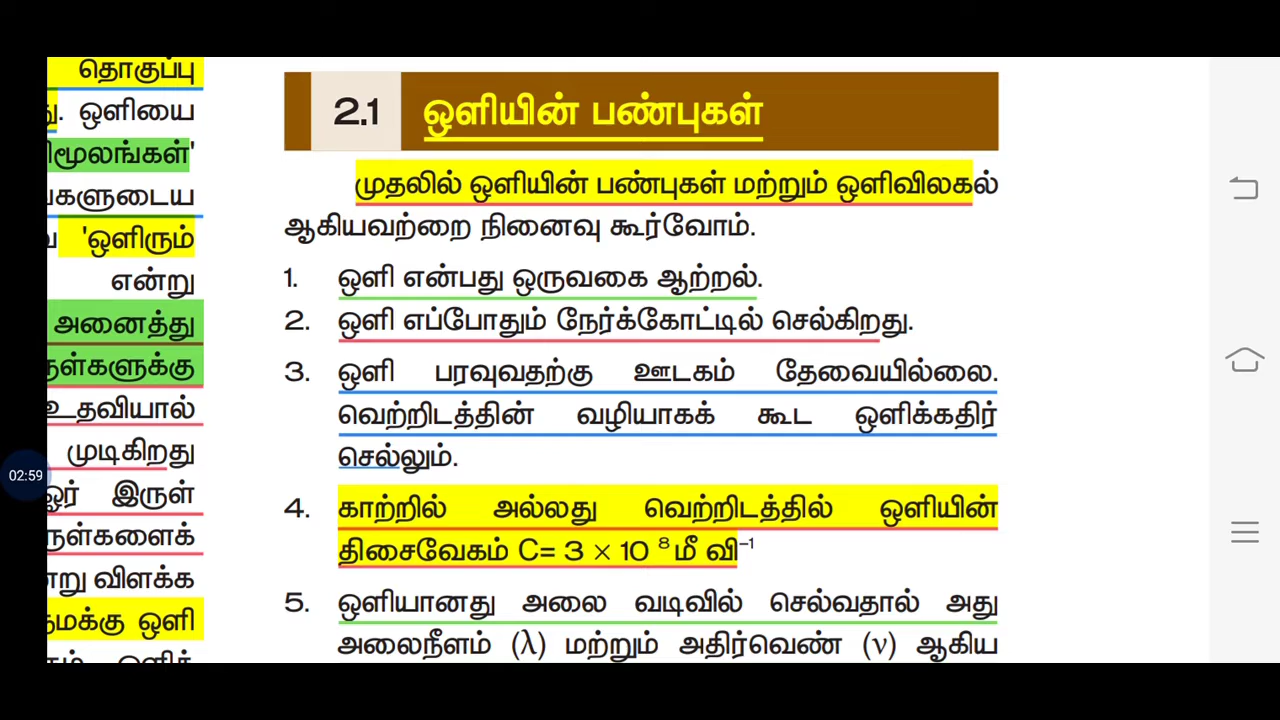 தொகுப்பு
. ஒளியை
மூலங்கள்'
களுடைய
'ஒளிரும்
என்று
அனைத்து
ருள்களுக்கு
உதவியால்
முடிகிறது
ஓர் இருள்
ருள்களைக்
ன்று விளக்க
நமக்கு ஒளி
2.1 ஒளியின் பண்புகள்
முதலில் ஒளியின் பண்புகள் மற்றும் ஒளிவிலகல்
ஆகியவற்றை நினைவு கூர்வோம்.
1. ஒளி என்பது ஒருவகை ஆற்றல்.
2. ஒளி எப்போதும் நேர்க்கோட்டில் செல்கிறது.
3. ஒளி பரவுவதற்கு ஊடகம் தேவையில்லை.
வெற்றிடத்தின் வழியாகக் கூட ஒளிக்கதிர்
செல்லும்.
4. காற்றில் அல்லது வெற்றிடத்தில் ஒளியின்
திசைவேகம் C= 3 × 10 ⁸ மீ வி⁻¹
5. ஒளியானது அலை வடிவில் செல்வதால் அது
அலைநீளம் (λ) மற்றும் அதிர்வெண் (ν) ஆகிய
02:59